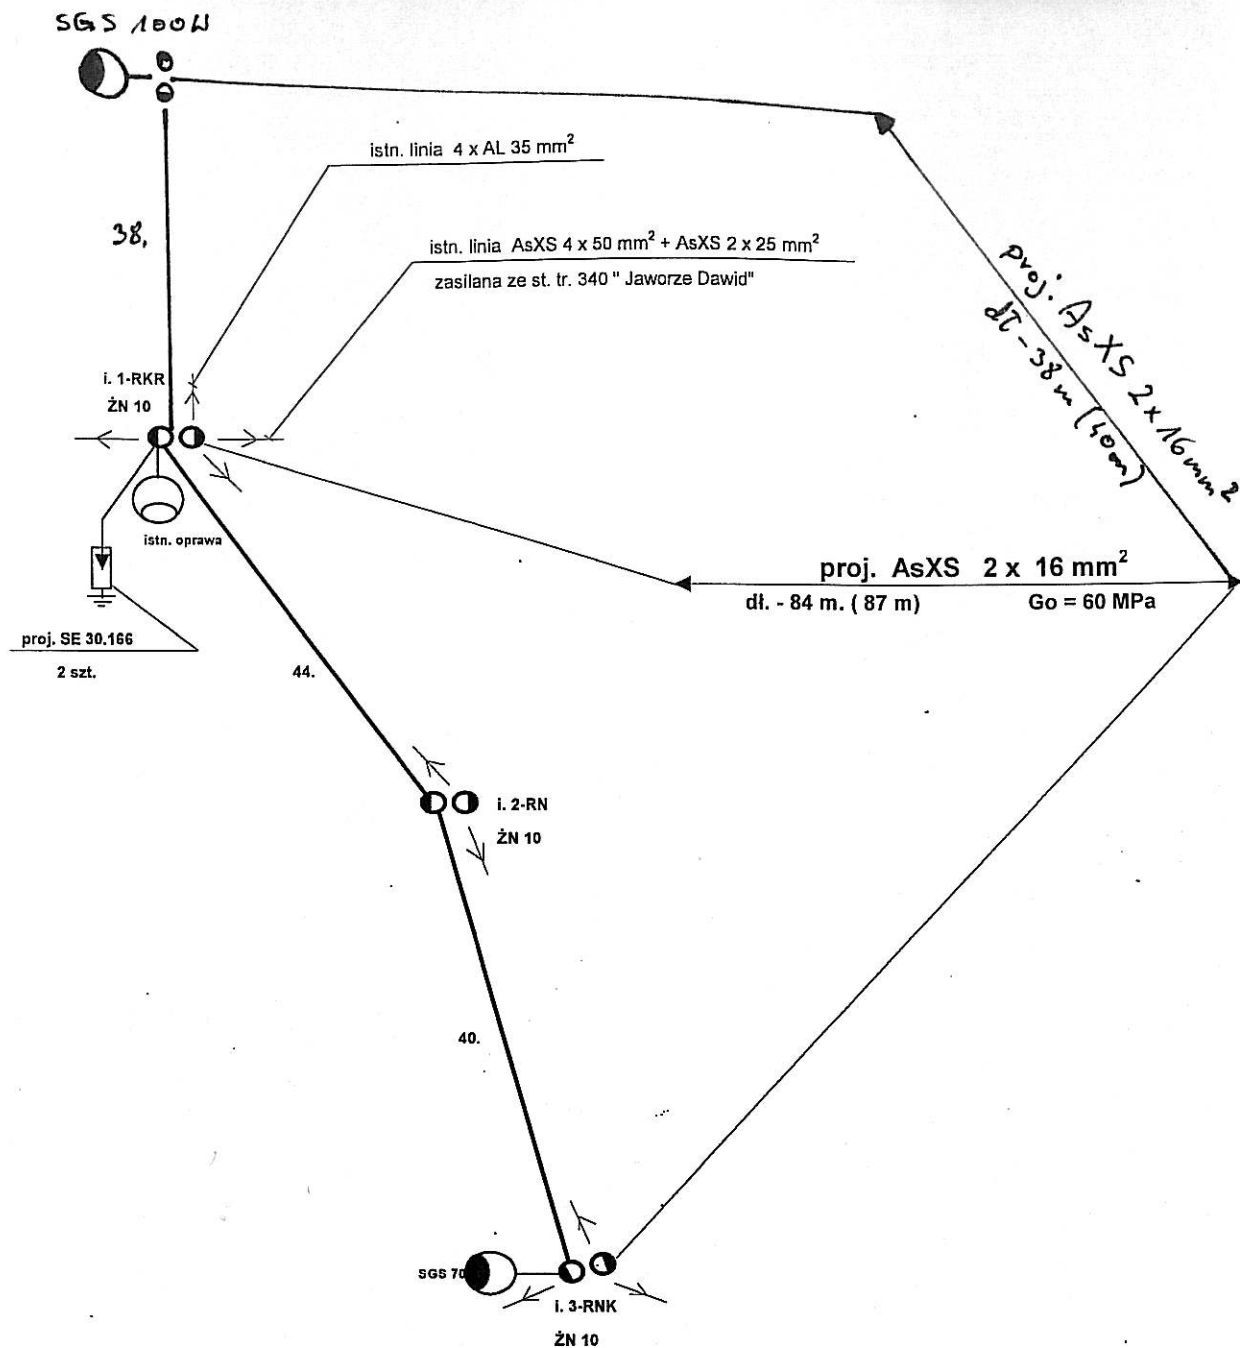 SGS 100W
istn. linia 4 x AL 35 mm²
38.
istn. linia AsXS 4 x 50 mm² + AsXS 2 x 25 mm²
zasilana ze st. tr. 340 " Jaworze Dawid"
proj. AsXS 2 x 16 mm²
dł - 38 m (40m)
i. 1-RKR
ŻN 10
istn. oprawa
proj. AsXS 2 x 16 mm²
dł. - 84 m. ( 87 m) Go = 60 MPa
proj. SE 30.166
2 szt.
44.
i. 2-RN
ŻN 10
40.
SGS 70
i. 3-RNK
ŻN 10